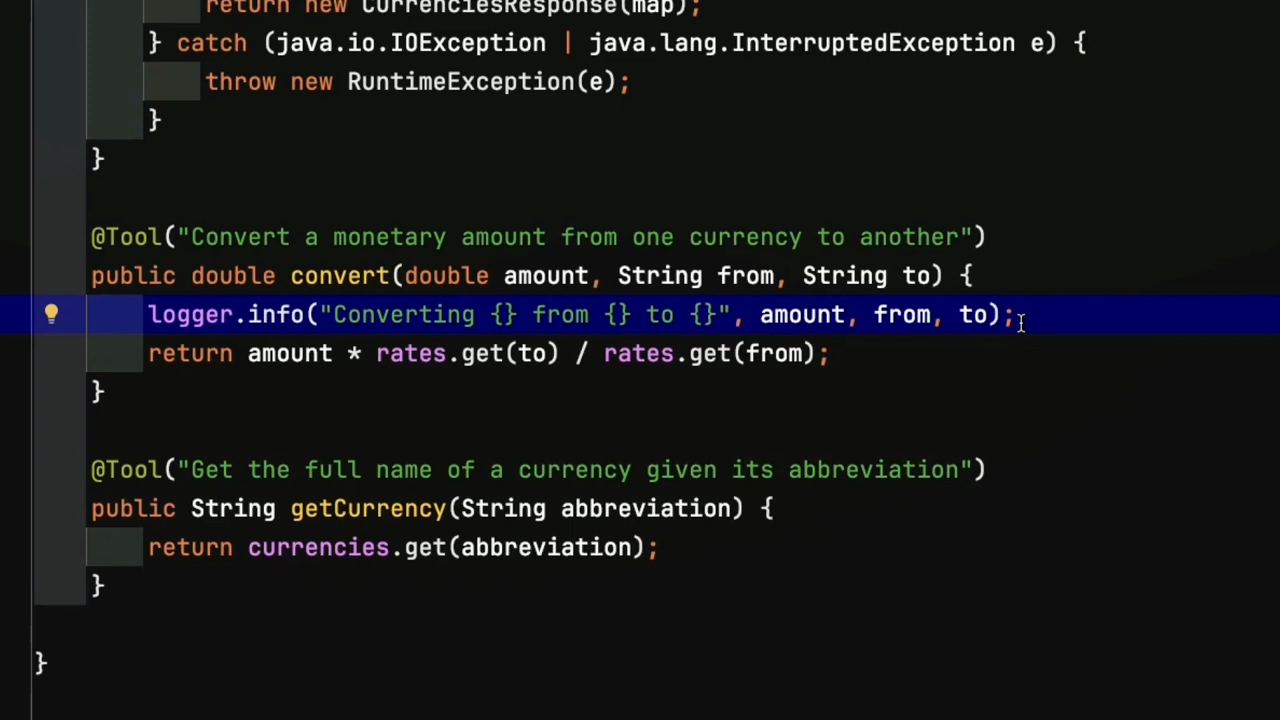 return new CurrenciesResponse(map);
} catch (java.io.IOException | java.lang.InterruptedException e) {
throw new RuntimeException(e);
}
}
@Tool("Convert a monetary amount from one currency to another")
public double convert(double amount, String from, String to) {
logger.info("Converting {} from {} to {}", amount, from, to);
return amount * rates.get(to) / rates.get(from);
}
@Tool("Get the full name of a currency given its abbreviation")
public String getCurrency(String abbreviation) {
return currencies.get(abbreviation);
}
}